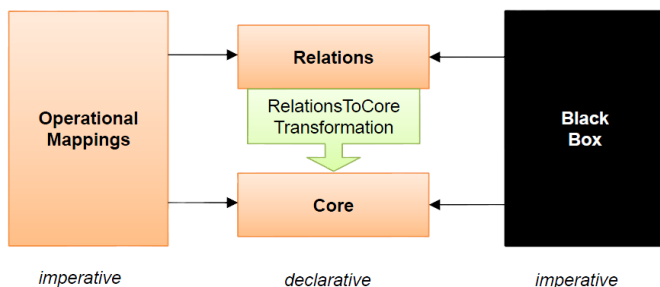 Operational
Mappings
Relations
RelationsToCore
Transformation
Core
Black
Box
imperative
declarative
imperative